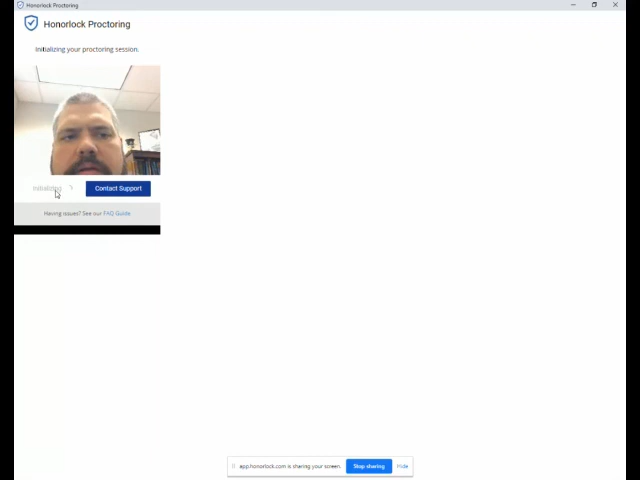 Honorlock Proctoring
Honorlock Proctoring
Initializing your proctoring session.
Initializing
Contact Support
Having issues? See our FAQ Guide.
app.honorlock.com is sharing your screen.
Stop sharing
Hide